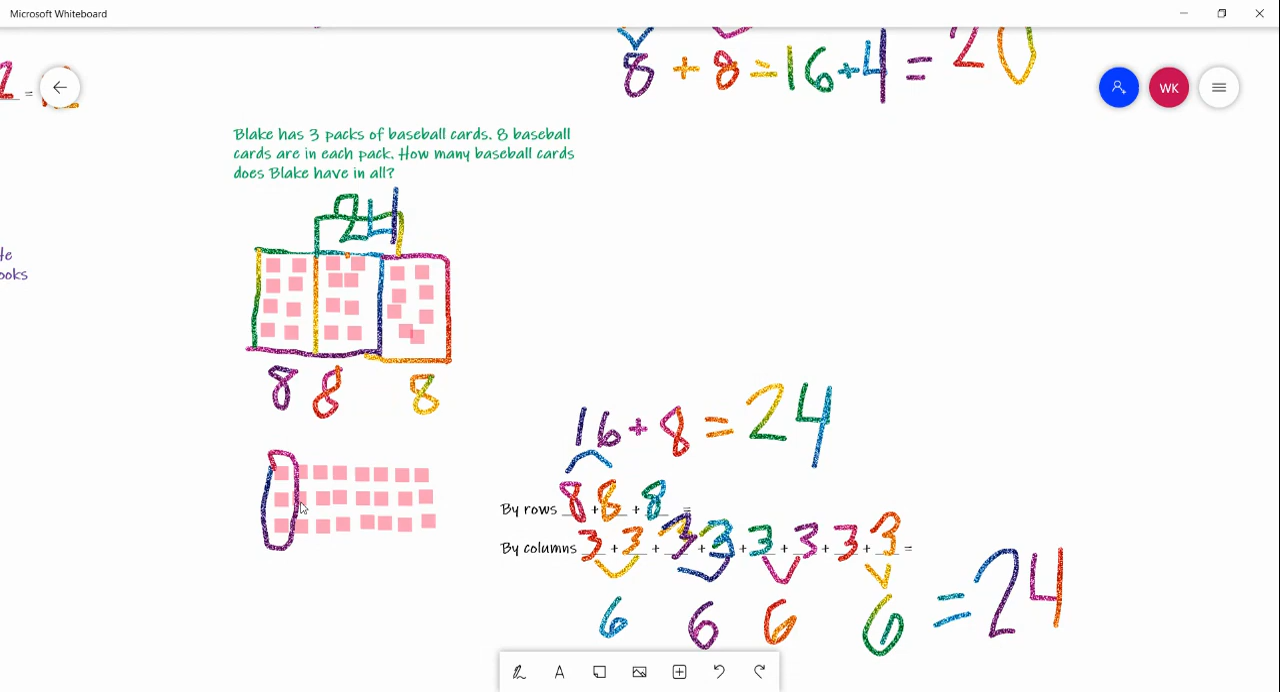 Microsoft Whiteboard
8 + 8 = 16 + 4 = 20
2 =
WK
Blake has 3 packs of baseball cards. 8 baseball
cards are in each pack. How many baseball cards
does Blake have in all?
24
ooks
8 8 8
16 + 8 = 24
By rows 8 + 8 + 8 =
By columns 3 + 3 + 3 + 3 + 3 + 3 + 3 + 3 =
6 6 6 6 = 24